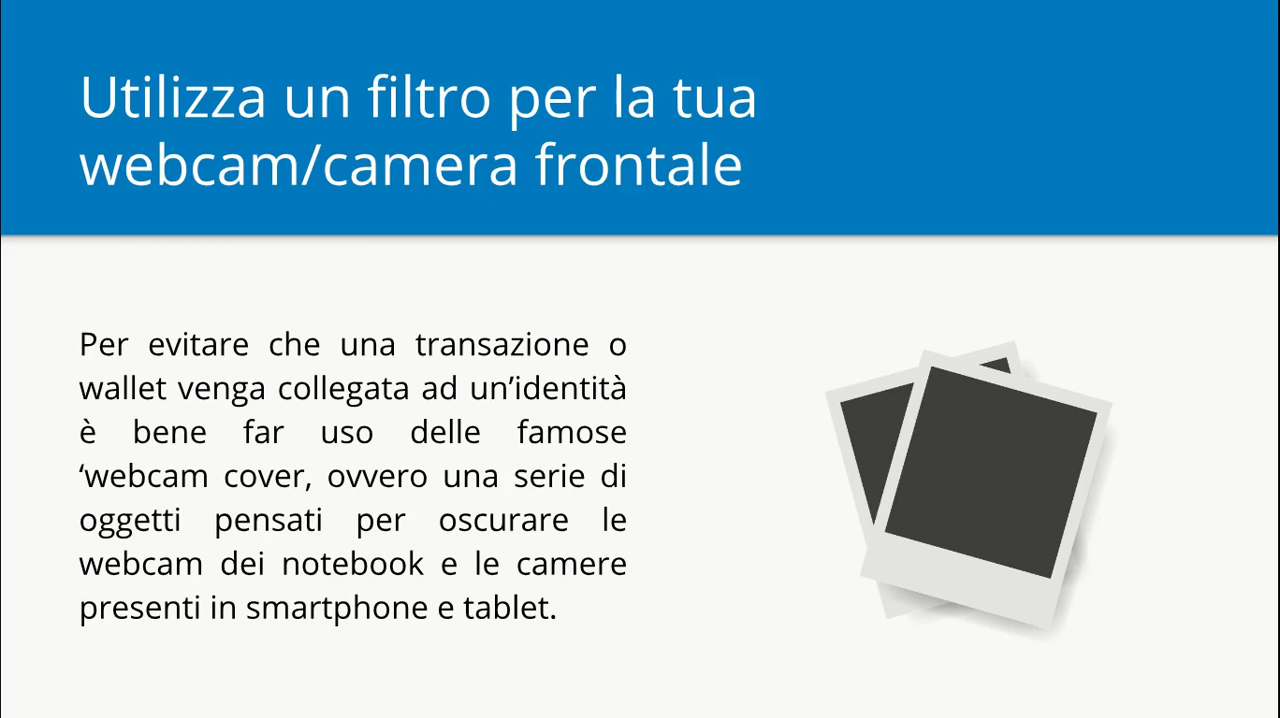 Utilizza un filtro per la tua
webcam/camera frontale
Per evitare che una transazione o
wallet venga collegata ad un’identità
è bene far uso delle famose
‘webcam cover, ovvero una serie di
oggetti pensati per oscurare le
webcam dei notebook e le camere
presenti in smartphone e tablet.